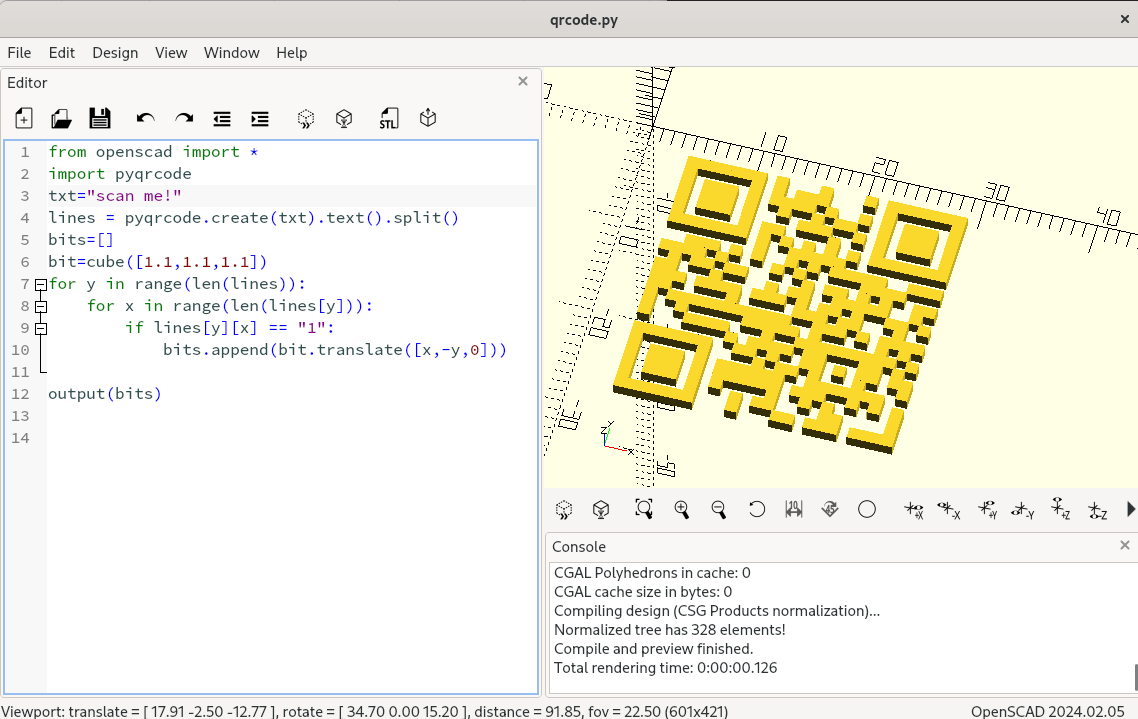 qrcode.py
File Edit Design View Window Help
Editor
STL
1 from openscad import *
2 import pyqrcode
3 txt="scan me!"
4 lines = pyqrcode.create(txt).text().split()
5 bits=[]
6 bit=cube([1.1,1.1,1.1])
7 for y in range(len(lines)):
8 for x in range(len(lines[y])):
9 if lines[y][x] == "1":
10 bits.append(bit.translate([x,-y,0]))
11
12 output(bits)
13
14
10 20 30 40
z y
x
+X -X +Y -Y +Z -Z
Console
CGAL Polyhedrons in cache: 0
CGAL cache size in bytes: 0
Compiling design (CSG Products normalization)...
Normalized tree has 328 elements!
Compile and preview finished.
Total rendering time: 0:00:00.126
Viewport: translate = [ 17.91 -2.50 -12.77 ], rotate = [ 34.70 0.00 15.20 ], distance = 91.85, fov = 22.50 (601x421)
OpenSCAD 2024.02.05